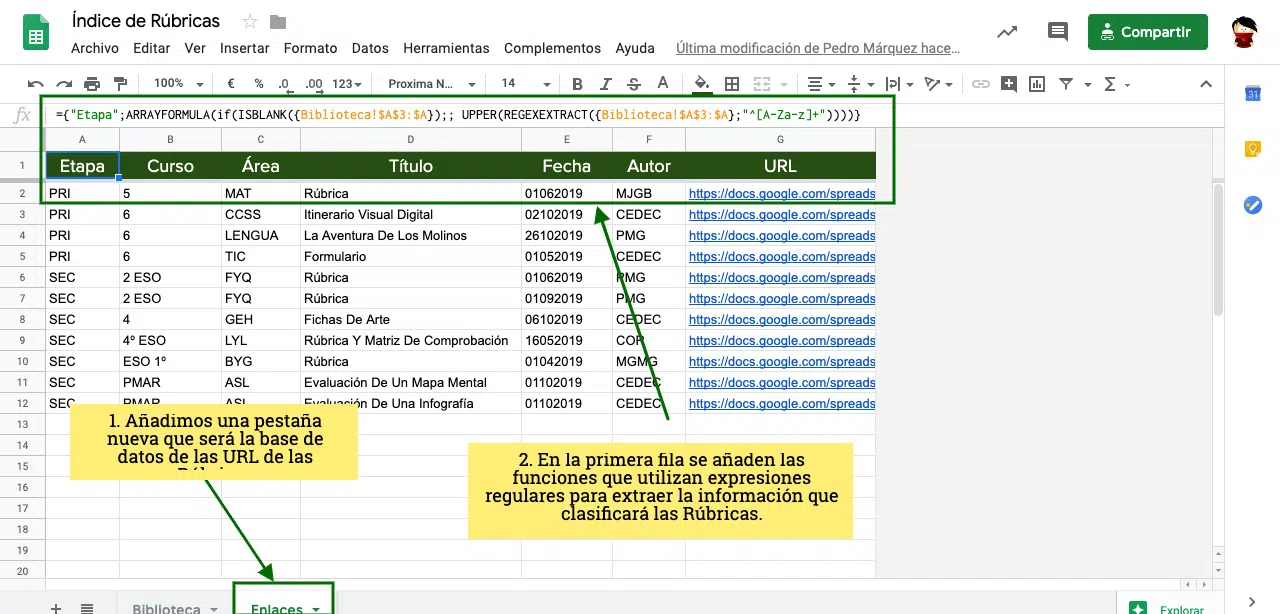 Índice de Rúbricas
Archivo Editar Ver Insertar Formato Datos Herramientas Complementos Ayuda Última modificación de Pedro Márquez hace…
Compartir
100% € % .0 .00 123 Proxima N... 14 B I S A Σ
31
fx ={"Etapa";ARRAYFORMULA(if(ISBLANK({Biblioteca!$A$3:$A});; UPPER(REGEXEXTRACT({Biblioteca!$A$3:$A};"^[A-Za-z]+"))))}
A B C D E F G
1 Etapa Curso Área Título Fecha Autor URL
2 PRI 5 MAT Rúbrica 01062019 MJGB https://docs.google.com/spreads
3 PRI 6 CCSS Itinerario Visual Digital 02102019 CEDEC https://docs.google.com/spreads
4 PRI 6 LENGUA La Aventura De Los Molinos 26102019 PMG https://docs.google.com/spreads
5 PRI 6 TIC Formulario 01052019 CEDEC https://docs.google.com/spreads
6 SEC 2 ESO FYQ Rúbrica 01062019 PMG https://docs.google.com/spreads
7 SEC 2 ESO FYQ Rúbrica 01092019 PMG https://docs.google.com/spreads
8 SEC 4 GEH Fichas De Arte 06102019 CEDEC https://docs.google.com/spreads
9 SEC 4º ESO LYL Rúbrica Y Matriz De Comprobación 16052019 COR https://docs.google.com/spreads
10 SEC ESO 1º BYG Rúbrica 01042019 MGMG https://docs.google.com/spreads
11 SEC PMAR ASL Evaluación De Un Mapa Mental 01102019 CEDEC https://docs.google.com/spreads
12 SEC PMAR ASL Evaluación De Una Infografía 01102019 CEDEC https://docs.google.com/spreads
13
14
15
16
17
18
19
20
1. Añadimos una pestaña
nueva que será la base de
datos de las URL de las
2. En la primera fila se añaden las
funciones que utilizan expresiones
regulares para extraer la información que
clasificará las Rúbricas.
Biblioteca Enlaces Explorar